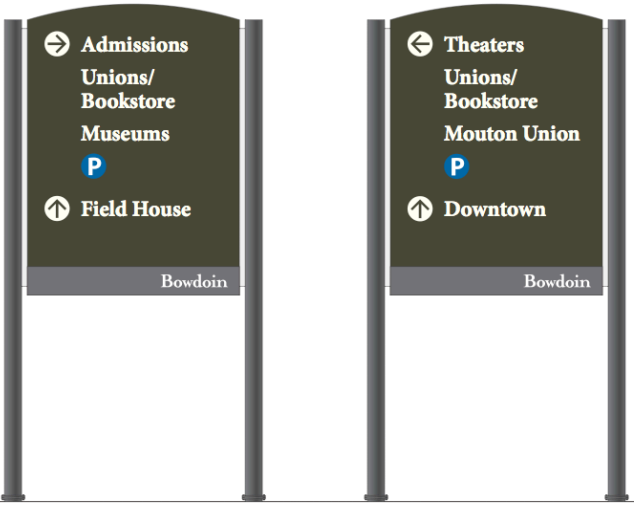 Admissions
Unions/
Bookstore
Museums
P
Field House
Bowdoin
Theaters
Unions/
Bookstore
Mouton Union
P
Downtown
Bowdoin